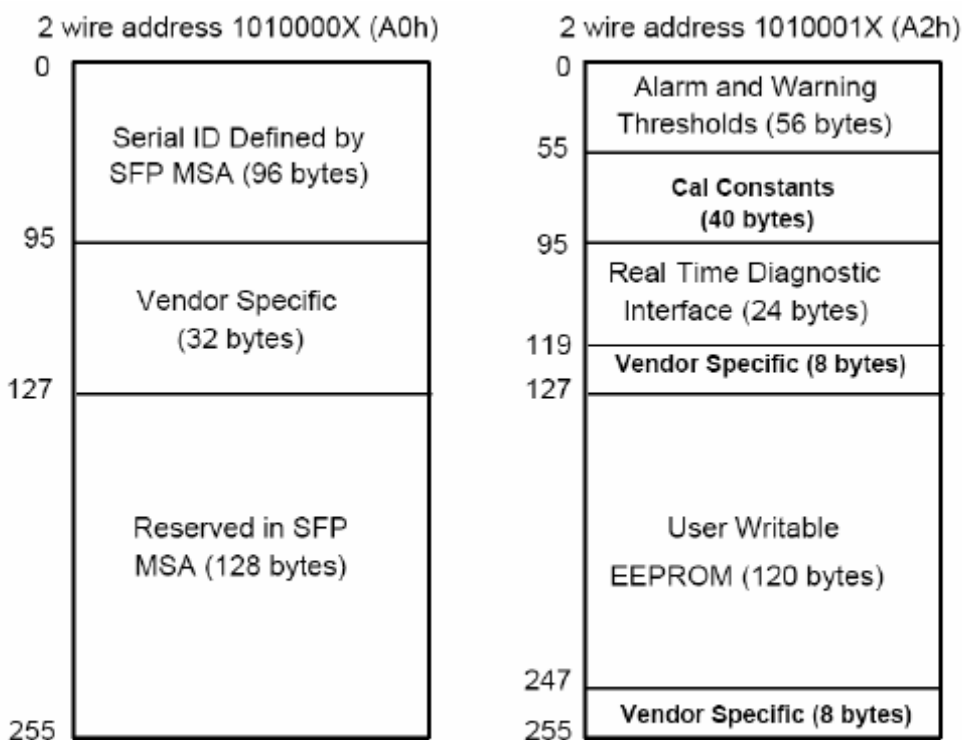 2 wire address 1010000X (A0h)
0
Serial ID Defined by
SFP MSA (96 bytes)
95
Vendor Specific
(32 bytes)
127
Reserved in SFP
MSA (128 bytes)
255
2 wire address 1010001X (A2h)
0
Alarm and Warning
Thresholds (56 bytes)
55
Cal Constants
(40 bytes)
95
Real Time Diagnostic
Interface (24 bytes)
119
Vendor Specific (8 bytes)
127
User Writable
EEPROM (120 bytes)
247
Vendor Specific (8 bytes)
255